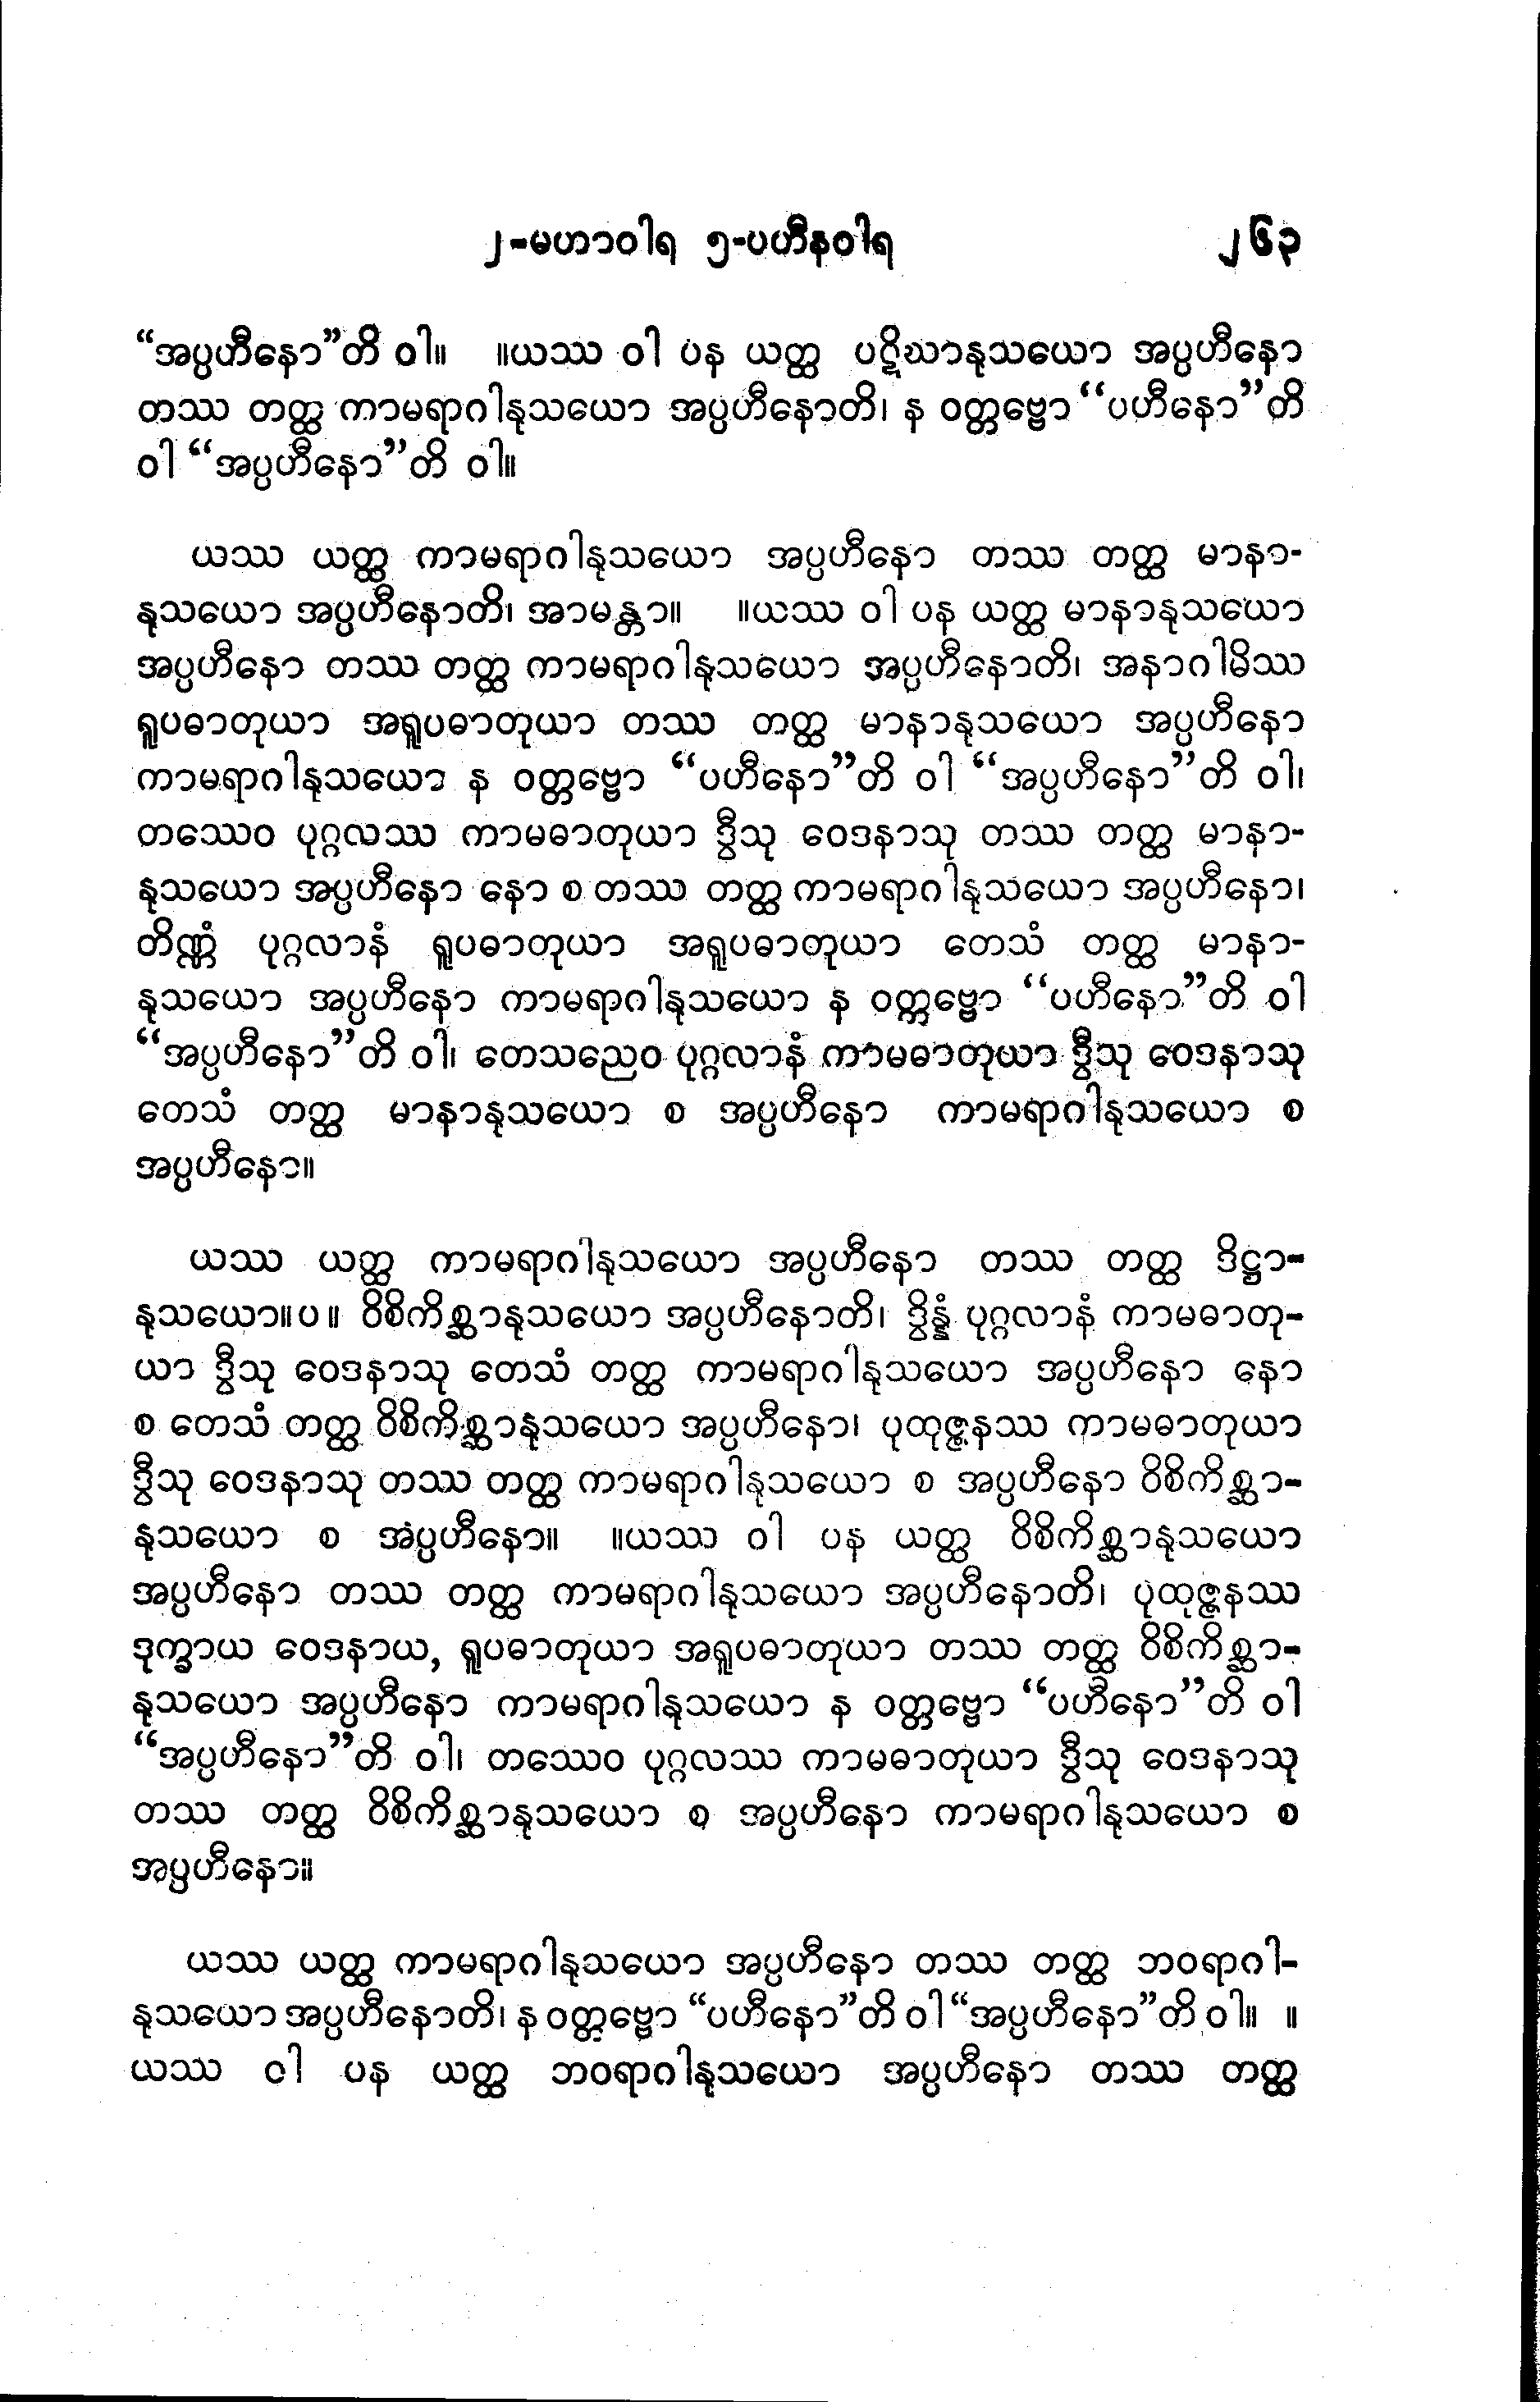 ၂-မဟာဝါရ ၅-ပဟီနဝါရ ၂၆၃
“အပ္ပဟီနော”တိ ဝါ။ ။ယဿ ဝါ ပန ယတ္ထ ပဋိဃာနုသယော အပ္ပဟီနော
တဿ တတ္ထ ကာမရာဂါနုသယော အပ္ပဟီနောတိ၊ န ဝတ္တဗ္ဗော “ပဟီနော”တိ
ဝါ “အပ္ပဟီနော”တိ ဝါ။
ယဿ ယတ္ထ ကာမရာဂါနုသယော အပ္ပဟီနော တဿ တတ္ထ မာနာ-
နုသယော အပ္ပဟီနောတိ၊ အာမန္တာ။ ။ယဿ ဝါ ပန ယတ္ထ မာနာနုသယော
အပ္ပဟီနော တဿ တတ္ထ ကာမရာဂါနုသယော အပ္ပဟီနောတိ၊ အနာဂါမိဿ
ရူပဓာတုယာ အရူပဓာတုယာ တဿ တတ္ထ မာနာနုသယော အပ္ပဟီနော
ကာမရာဂါနုသယော န ဝတ္တဗ္ဗော “ပဟီနော”တိ ဝါ “အပ္ပဟီနော”တိ ဝါ၊
တဿေဝ ပုဂ္ဂလဿ ကာမဓာတုယာ ဒွီသု ဝေဒနာသု တဿ တတ္ထ မာနာ-
နုသယော အပ္ပဟီနော နော စ တဿ တတ္ထ ကာမရာဂါနုသယော အပ္ပဟီနော၊
တိဏ္ဏံ ပုဂ္ဂလာနံ ရူပဓာတုယာ အရူပဓာတုယာ တေသံ တတ္ထ မာနာ-
နုသယော အပ္ပဟီနော ကာမရာဂါနုသယော န ဝတ္တဗ္ဗော “ပဟီနော”တိ ဝါ
“အပ္ပဟီနော”တိ ဝါ၊ တေသညေဝ ပုဂ္ဂလာနံ ကာမဓာတုယာ ဒွီသု ဝေဒနာသု
တေသံ တတ္ထ မာနာနုသယော စ အပ္ပဟီနော ကာမရာဂါနုသယော စ
အပ္ပဟီနော။
ယဿ ယတ္ထ ကာမရာဂါနုသယော အပ္ပဟီနော တဿ တတ္ထ ဒိဋ္ဌာ-
နုသယော။ပ။ ဝိစိကိစ္ဆာနုသယော အပ္ပဟီနောတိ၊ ဒွိန္နံ ပုဂ္ဂလာနံ ကာမဓာတု-
ယာ ဒွီသု ဝေဒနာသု တေသံ တတ္ထ ကာမရာဂါနုသယော အပ္ပဟီနော နော
စ တေသံ တတ္ထ ဝိစိကိစ္ဆာနုသယော အပ္ပဟီနော၊ ပုထုဇ္ဇနဿ ကာမဓာတုယာ
ဒွီသု ဝေဒနာသု တဿ တတ္ထ ကာမရာဂါနုသယော စ အပ္ပဟီနော ဝိစိကိစ္ဆာ-
နုသယော စ အပ္ပဟီနော။ ။ယဿ ဝါ ပန ယတ္ထ ဝိစိကိစ္ဆာနုသယော
အပ္ပဟီနော တဿ တတ္ထ ကာမရာဂါနုသယော အပ္ပဟီနောတိ၊ ပုထုဇ္ဇနဿ
ဒုက္ခာယ ဝေဒနာယ, ရူပဓာတုယာ အရူပဓာတုယာ တဿ တတ္ထ ဝိစိကိစ္ဆာ-
နုသယော အပ္ပဟီနော ကာမရာဂါနုသယော န ဝတ္တဗ္ဗော “ပဟီနော”တိ ဝါ
“အပ္ပဟီနော”တိ ဝါ၊ တဿေဝ ပုဂ္ဂလဿ ကာမဓာတုယာ ဒွီသု ဝေဒနာသု
တဿ တတ္ထ ဝိစိကိစ္ဆာနုသယော စ အပ္ပဟီနော ကာမရာဂါနုသယော စ
အပ္ပဟီနော။
ယဿ ယတ္ထ ကာမရာဂါနုသယော အပ္ပဟီနော တဿ တတ္ထ ဘဝရာဂါ-
နုသယော အပ္ပဟီနောတိ၊ န ဝတ္တဗ္ဗော “ပဟီနော”တိ ဝါ “အပ္ပဟီနော”တိ ဝါ။ ။
ယဿ ဝါ ပန ယတ္ထ ဘဝရာဂါနုသယော အပ္ပဟီနော တဿ တတ္ထ